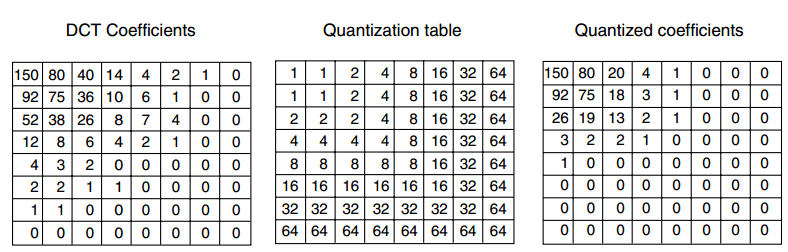 DCT Coefficients
150 80 40 14 4 2 1 0
92 75 36 10 6 1 0 0
52 38 26 8 7 4 0 0
12 8 6 4 2 1 0 0
4 3 2 0 0 0 0 0
2 2 1 1 0 0 0 0
1 1 0 0 0 0 0 0
0 0 0 0 0 0 0 0
Quantization table
1 1 2 4 8 16 32 64
1 1 2 4 8 16 32 64
2 2 2 4 8 16 32 64
4 4 4 4 8 16 32 64
8 8 8 8 8 16 32 64
16 16 16 16 16 16 32 64
32 32 32 32 32 32 32 64
64 64 64 64 64 64 64 64
Quantized coefficients
150 80 20 4 1 0 0 0
92 75 18 3 1 0 0 0
26 19 13 2 1 0 0 0
3 2 2 1 0 0 0 0
1 0 0 0 0 0 0 0
0 0 0 0 0 0 0 0
0 0 0 0 0 0 0 0
0 0 0 0 0 0 0 0